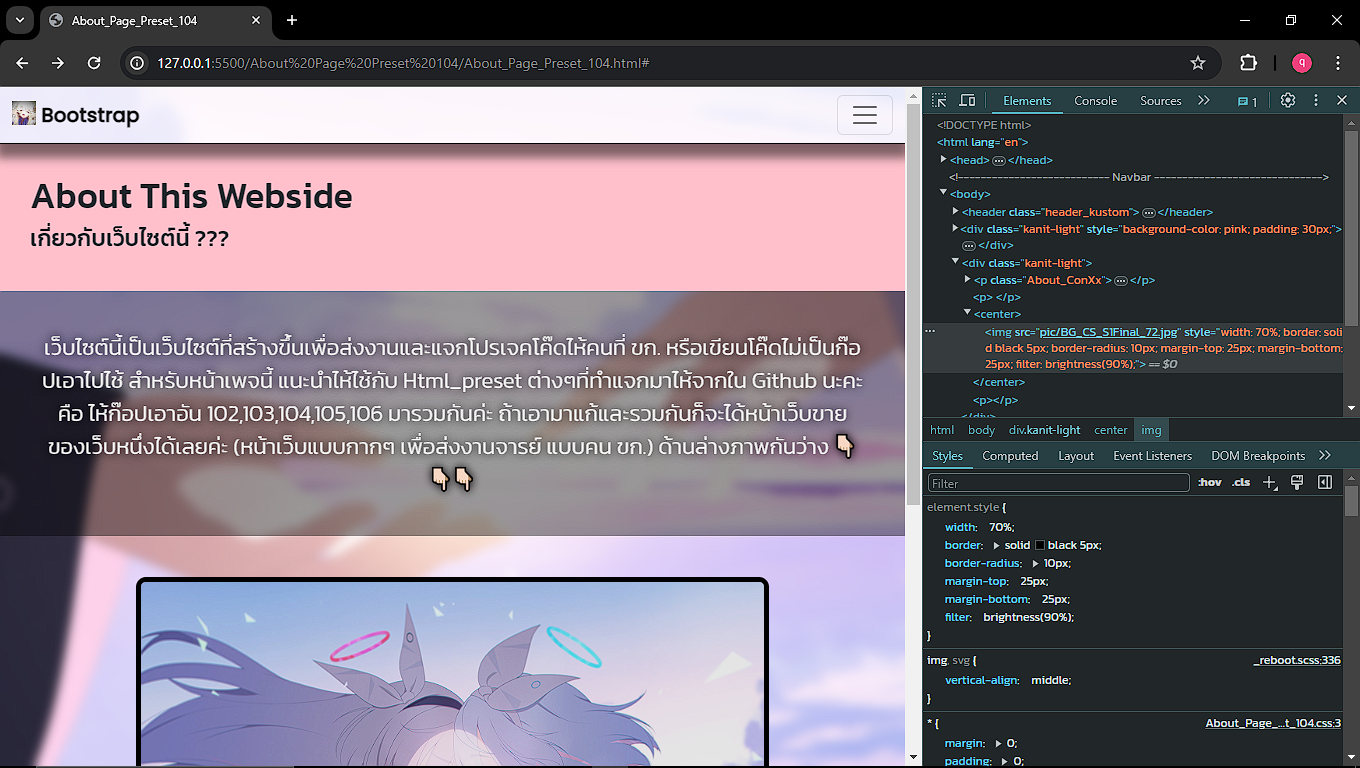 About_Page_Preset_104
127.0.0.1:5500/About%20Page%20Preset%20104/About_Page_Preset_104.html#
q
Bootstrap
About This Webside
เกี่ยวกับเว็บไซต์นี้ ???
เว็บไซต์นี้เป็นเว็บไซต์ที่สร้างขึ้นเพื่อส่งงานและแจกโปรเจคโค๊ดไห้คนที่ ขก. หรือเขียนโค๊ดไม่เป็นก๊อ
ปเอาไปใช้ สำหรับหน้าเพจนี้ แนะนำไห้ใช้กับ Html_preset ต่างๆที่ทำแจกมาไห้จากใน Github นะคะ
คือ ไห้ก๊อปเอาอัน 102,103,104,105,106 มารวมกันค่ะ ถ้าเอามาแก้และรวมกันก็จะได้หน้าเว็บขาย
ของเว็บหนึ่งได้เลยค่ะ (หน้าเว็บแบบกากๆ เพื่อส่งงานจารย์ แบบคน ขก.) ด้านล่างภาพกันว่าง 👇🏻
👇🏻👇🏻
Elements Console Sources 1
<!DOCTYPE html>
<html lang="en">
<head> … </head>
<!---------------------------- Navbar ------------------------------>
<body>
<header class="header_kustom"> … </header>
<div class="kanit-light" style="background-color: pink; padding: 30px;">
… </div>
<div class="kanit-light">
<p class="About_ConXx"> … </p>
<p> </p>
<center>
<img src="pic/BG_CS_S1Final_72.jpg" style="width: 70%; border: soli
d black 5px; border-radius: 10px; margin-top: 25px; margin-bottom:
25px; filter: brightness(90%);"> == $0
</center>
<p></p>
</div>
html body div.kanit-light center img
Styles Computed Layout Event Listeners DOM Breakpoints
Filter :hov .cls
element.style {
width: 70%;
border: solid black 5px;
border-radius: 10px;
margin-top: 25px;
margin-bottom: 25px;
filter: brightness(90%);
}
img, svg { _reboot.scss:336
vertical-align: middle;
}
* { About_Page_…t_104.css:3
margin: 0;
padding: 0;